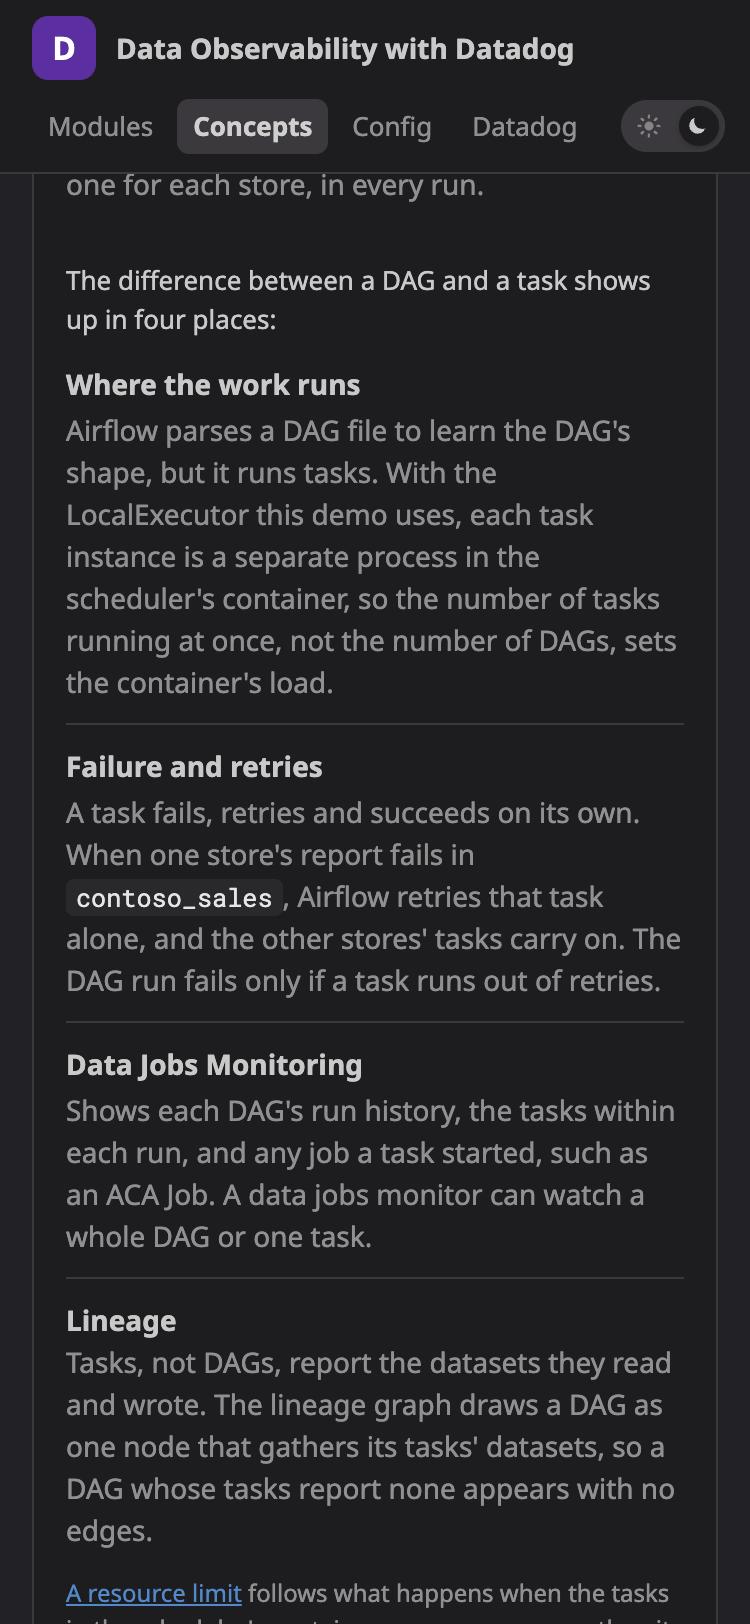 D
Data Observability with Datadog
Modules Concepts Config Datadog
one for each store, in every run.
The difference between a DAG and a task shows
up in four places:
Where the work runs
Airflow parses a DAG file to learn the DAG's
shape, but it runs tasks. With the
LocalExecutor this demo uses, each task
instance is a separate process in the
scheduler's container, so the number of tasks
running at once, not the number of DAGs, sets
the container's load.
Failure and retries
A task fails, retries and succeeds on its own.
When one store's report fails in
contoso_sales, Airflow retries that task
alone, and the other stores' tasks carry on. The
DAG run fails only if a task runs out of retries.
Data Jobs Monitoring
Shows each DAG's run history, the tasks within
each run, and any job a task started, such as
an ACA Job. A data jobs monitor can watch a
whole DAG or one task.
Lineage
Tasks, not DAGs, report the datasets they read
and wrote. The lineage graph draws a DAG as
one node that gathers its tasks' datasets, so a
DAG whose tasks report none appears with no
edges.
A resource limit follows what happens when the tasks